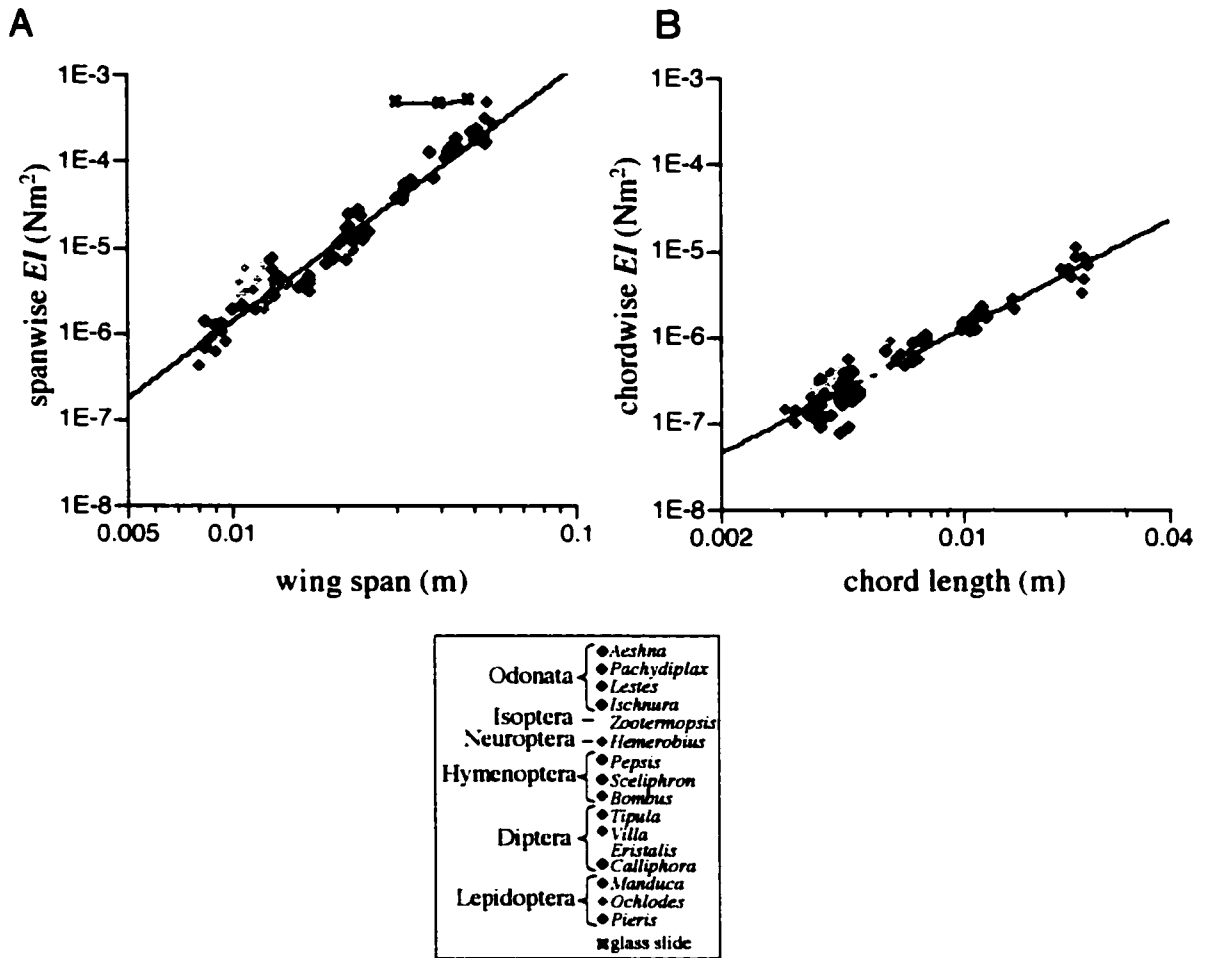 A
B
1E-3
1E-4
1E-5
1E-6
1E-7
1E-8
spanwise EI (Nm²)
0.005
0.01
0.1
wing span (m)
1E-3
1E-4
1E-5
1E-6
1E-7
1E-8
chordwise EI (Nm²)
0.002
0.01
0.04
chord length (m)
Odonata
Aeshna
Pachydiplax
Lestes
Ischnura
Isoptera
Zootermopsis
Neuroptera
Hemerobius
Hymenoptera
Pepsis
Sceliphron
Bombus
Diptera
Tipula
Villa
Eristalis
Calliphora
Lepidoptera
Manduca
Ochlodes
Pieris
glass slide